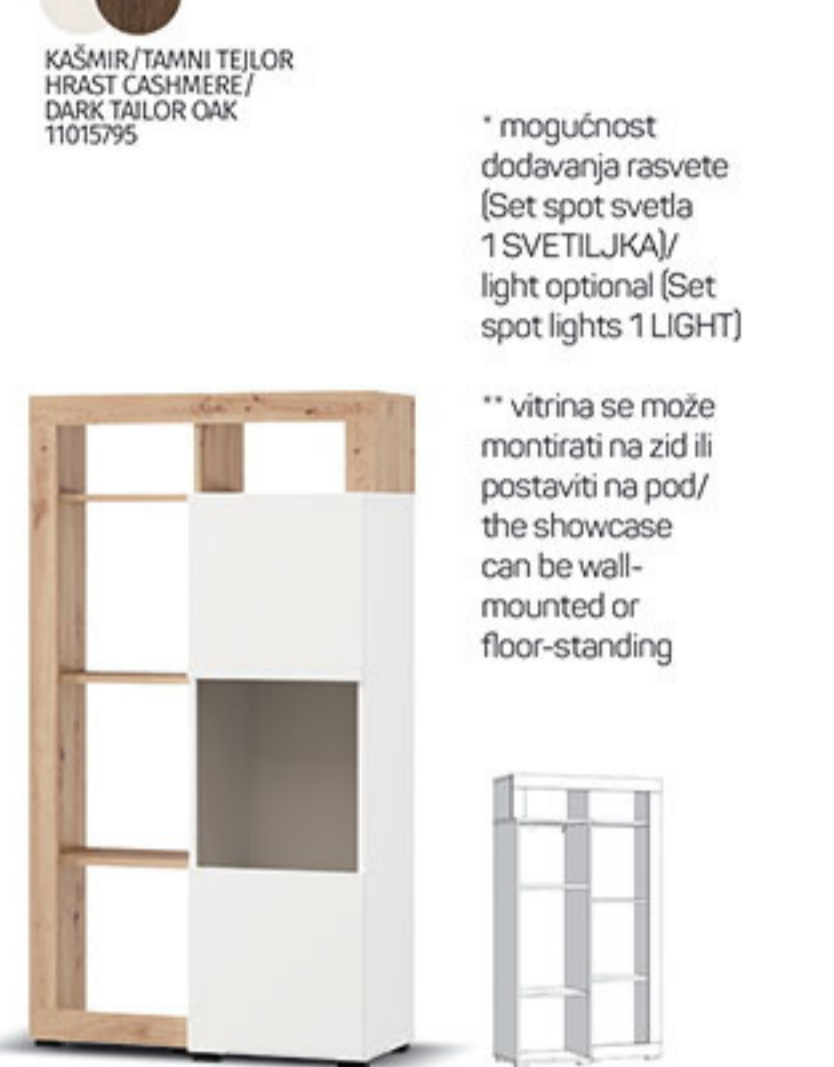 KAŠMIR/TAMNI TEJLOR
HRAST CASHMERE/
DARK TAILOR OAK
11015795
* mogućnost
dodavanja rasvete
(Set spot svetla
1 SVETILJKA)/
light optional (Set
spot lights 1 LIGHT)
** vitrina se može
montirati na zid ili
postaviti na pod/
the showcase
can be wall-
mounted or
floor-standing